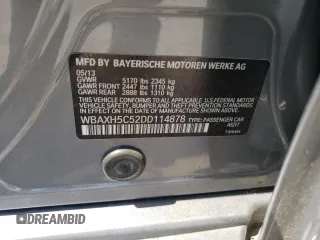 MFD BY BAYERISCHE MOTOREN WERKE AG
05/13
GVWR 5170 lbs 2345 kg
GAWR FRONT 2447 lbs 1110 kg
GAWR REAR 2888 lbs 1310 kg
THIS VEHICLE CONFORMS TO ALL APPLICABLE
FEDERAL MOTOR VEHICLE SAFETY,
BUMPER, AND THEFT PREVENTION STANDARDS
IN EFFECT ON THE DATE OF
MANUFACTURE SHOWN ABOVE.
WBAXH5C52DD114878 TYPE: PASSENGER CAR
DREAMBID